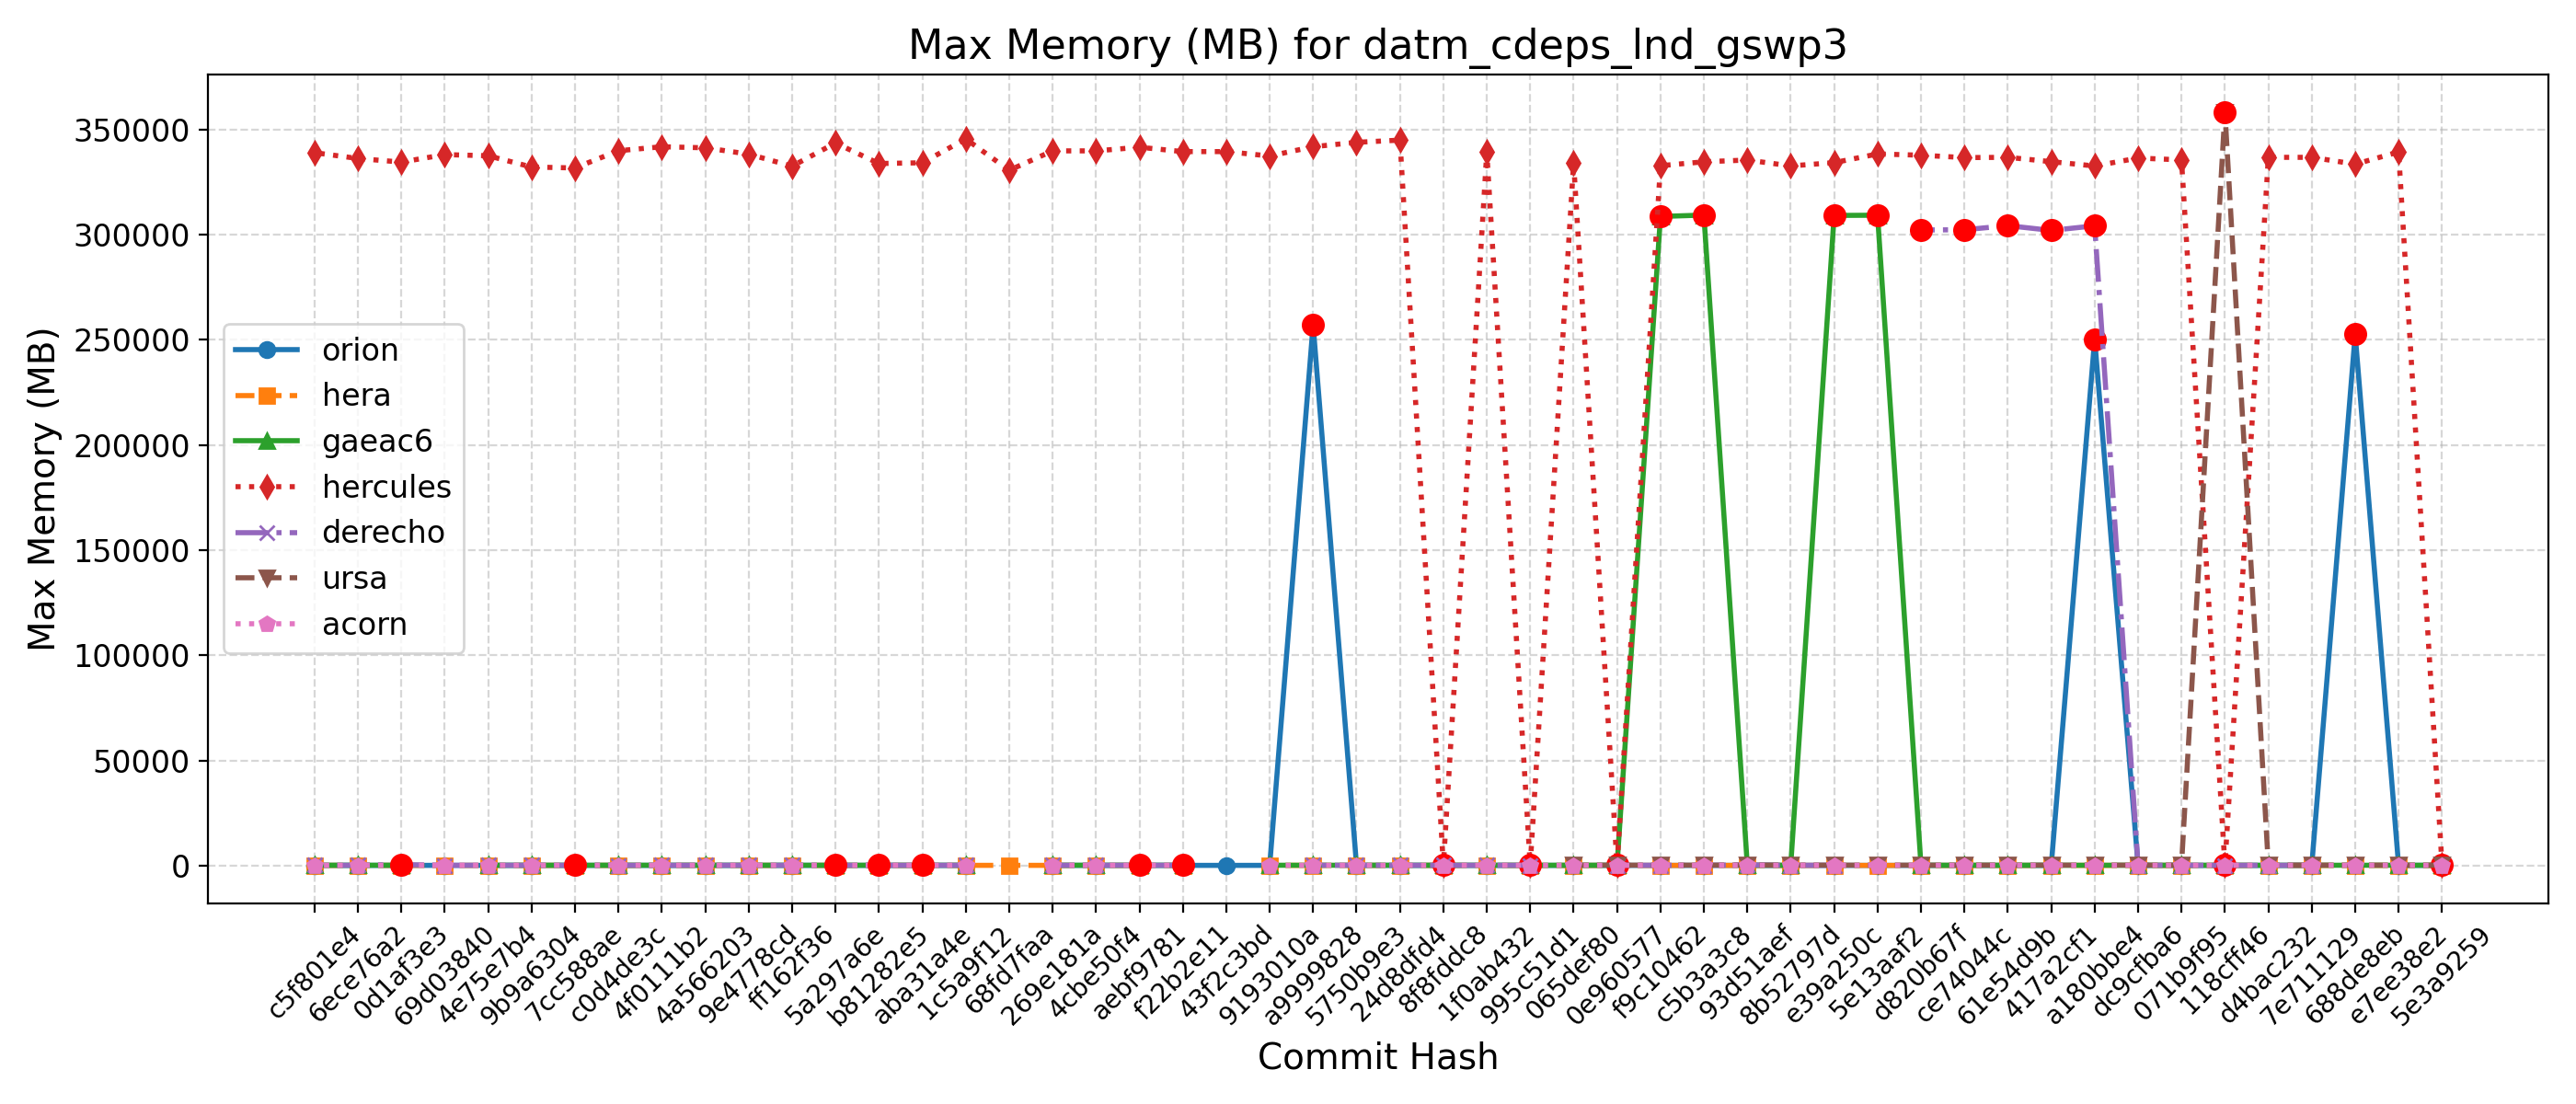 Max Memory (MB) for datm_cdeps_lnd_gswp3
Max Memory (MB)
350000
300000
250000
200000
150000
100000
50000
0
orion
hera
gaeac6
hercules
derecho
ursa
acorn
c5f801e4
6ece76a2
0d1af3e3
69d03840
4e75e7b4
9b9a6304
7cc588ae
c0d4de3c
4f0111b2
4a566203
9e4778cd
ff162f36
5a297a6e
b81282e5
aba31a4e
1c5a9f12
68fd7faa
269e181a
4cbe50f4
aebf9781
f22b2e11
43f2c3bd
9193010a
a9999828
5750b9e3
24d8dfd4
8f8fddc8
1f0ab432
995c51d1
065def80
0e960577
f9c10462
c5b3a3c8
93d51aef
8b52797d
e39a250c
5e13aaf2
d820b67f
ce74044c
61e54d9b
417a2cf1
a180bbe4
dc9cfba6
071b9f95
118cff46
d4bac232
7e711129
688de8eb
e7ee38e2
5e3a9259
Commit Hash